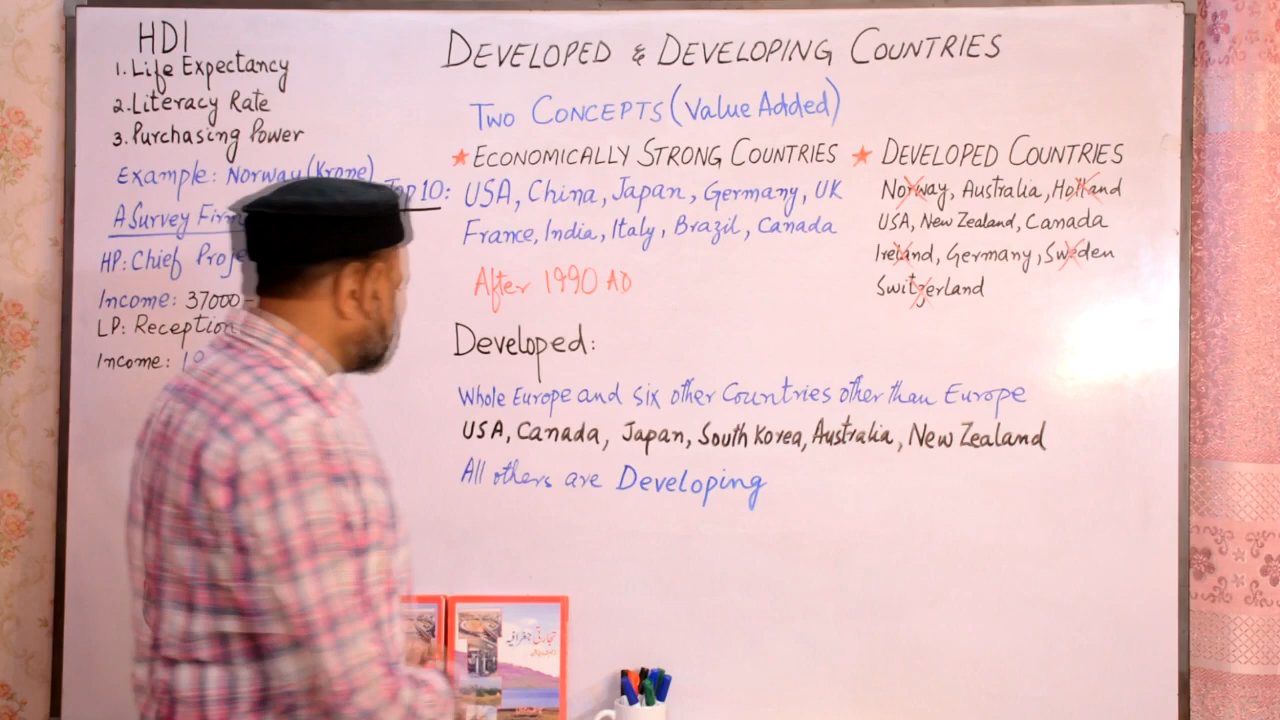 HDI
1. Life Expectancy
2. Literacy Rate
3. Purchasing Power
Example: Norway (Krone)
A Survey Firm
HP: Chief Proje
Income: 37000 -
LP: Reception
Income: 19
DEVELOPED & DEVELOPING COUNTRIES
TWO CONCEPTS (Value Added)
★ ECONOMICALLY STRONG COUNTRIES
Top 10: USA, China, Japan, Germany, UK
France, India, Italy, Brazil, Canada
After 1990 AD
★ DEVELOPED COUNTRIES
Norway, Australia, Holland
USA, New Zealand, Canada
Ireland, Germany, Sweden
Switzerland
Developed:
Whole Europe and six other Countries other than Europe
USA, Canada, Japan, South Korea, Australia, New Zealand
All others are Developing
تجارتی جغرافیہ